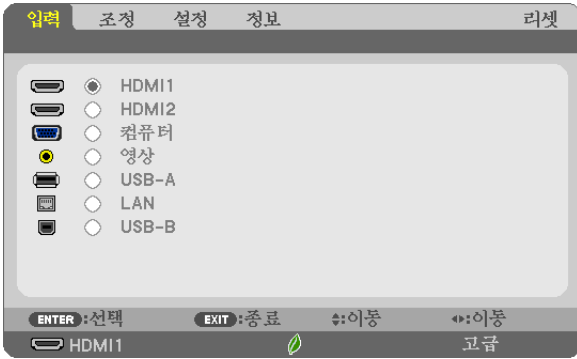 입력 조정 설정 정보 리셋
HDMI1
HDMI2
컴퓨터
영상
USB-A
LAN
USB-B
ENTER :선택 EXIT :종료 :이동 :이동
HDMI1 고급